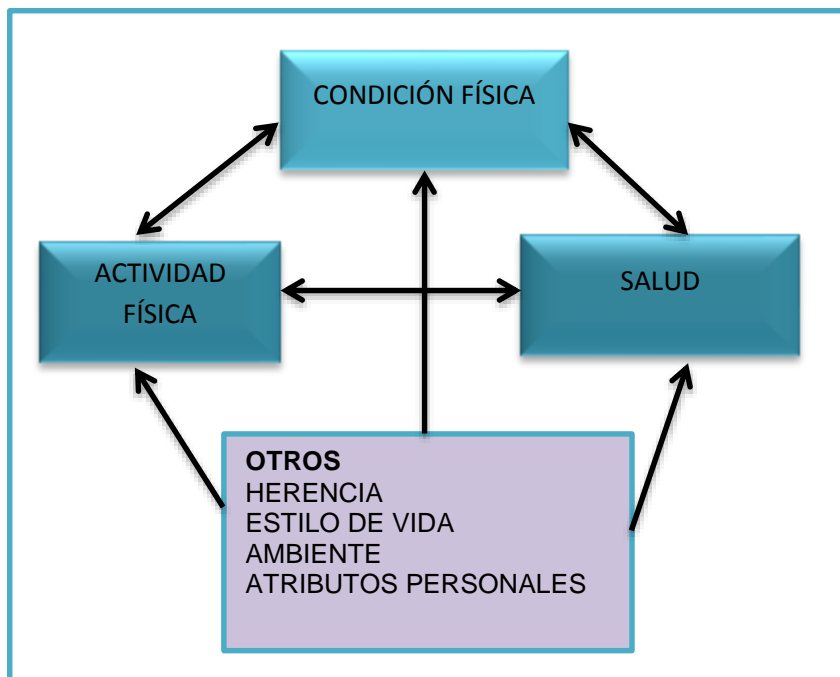 CONDICIÓN FÍSICA
ACTIVIDAD
FÍSICA
SALUD
OTROS
HERENCIA
ESTILO DE VIDA
AMBIENTE
ATRIBUTOS PERSONALES